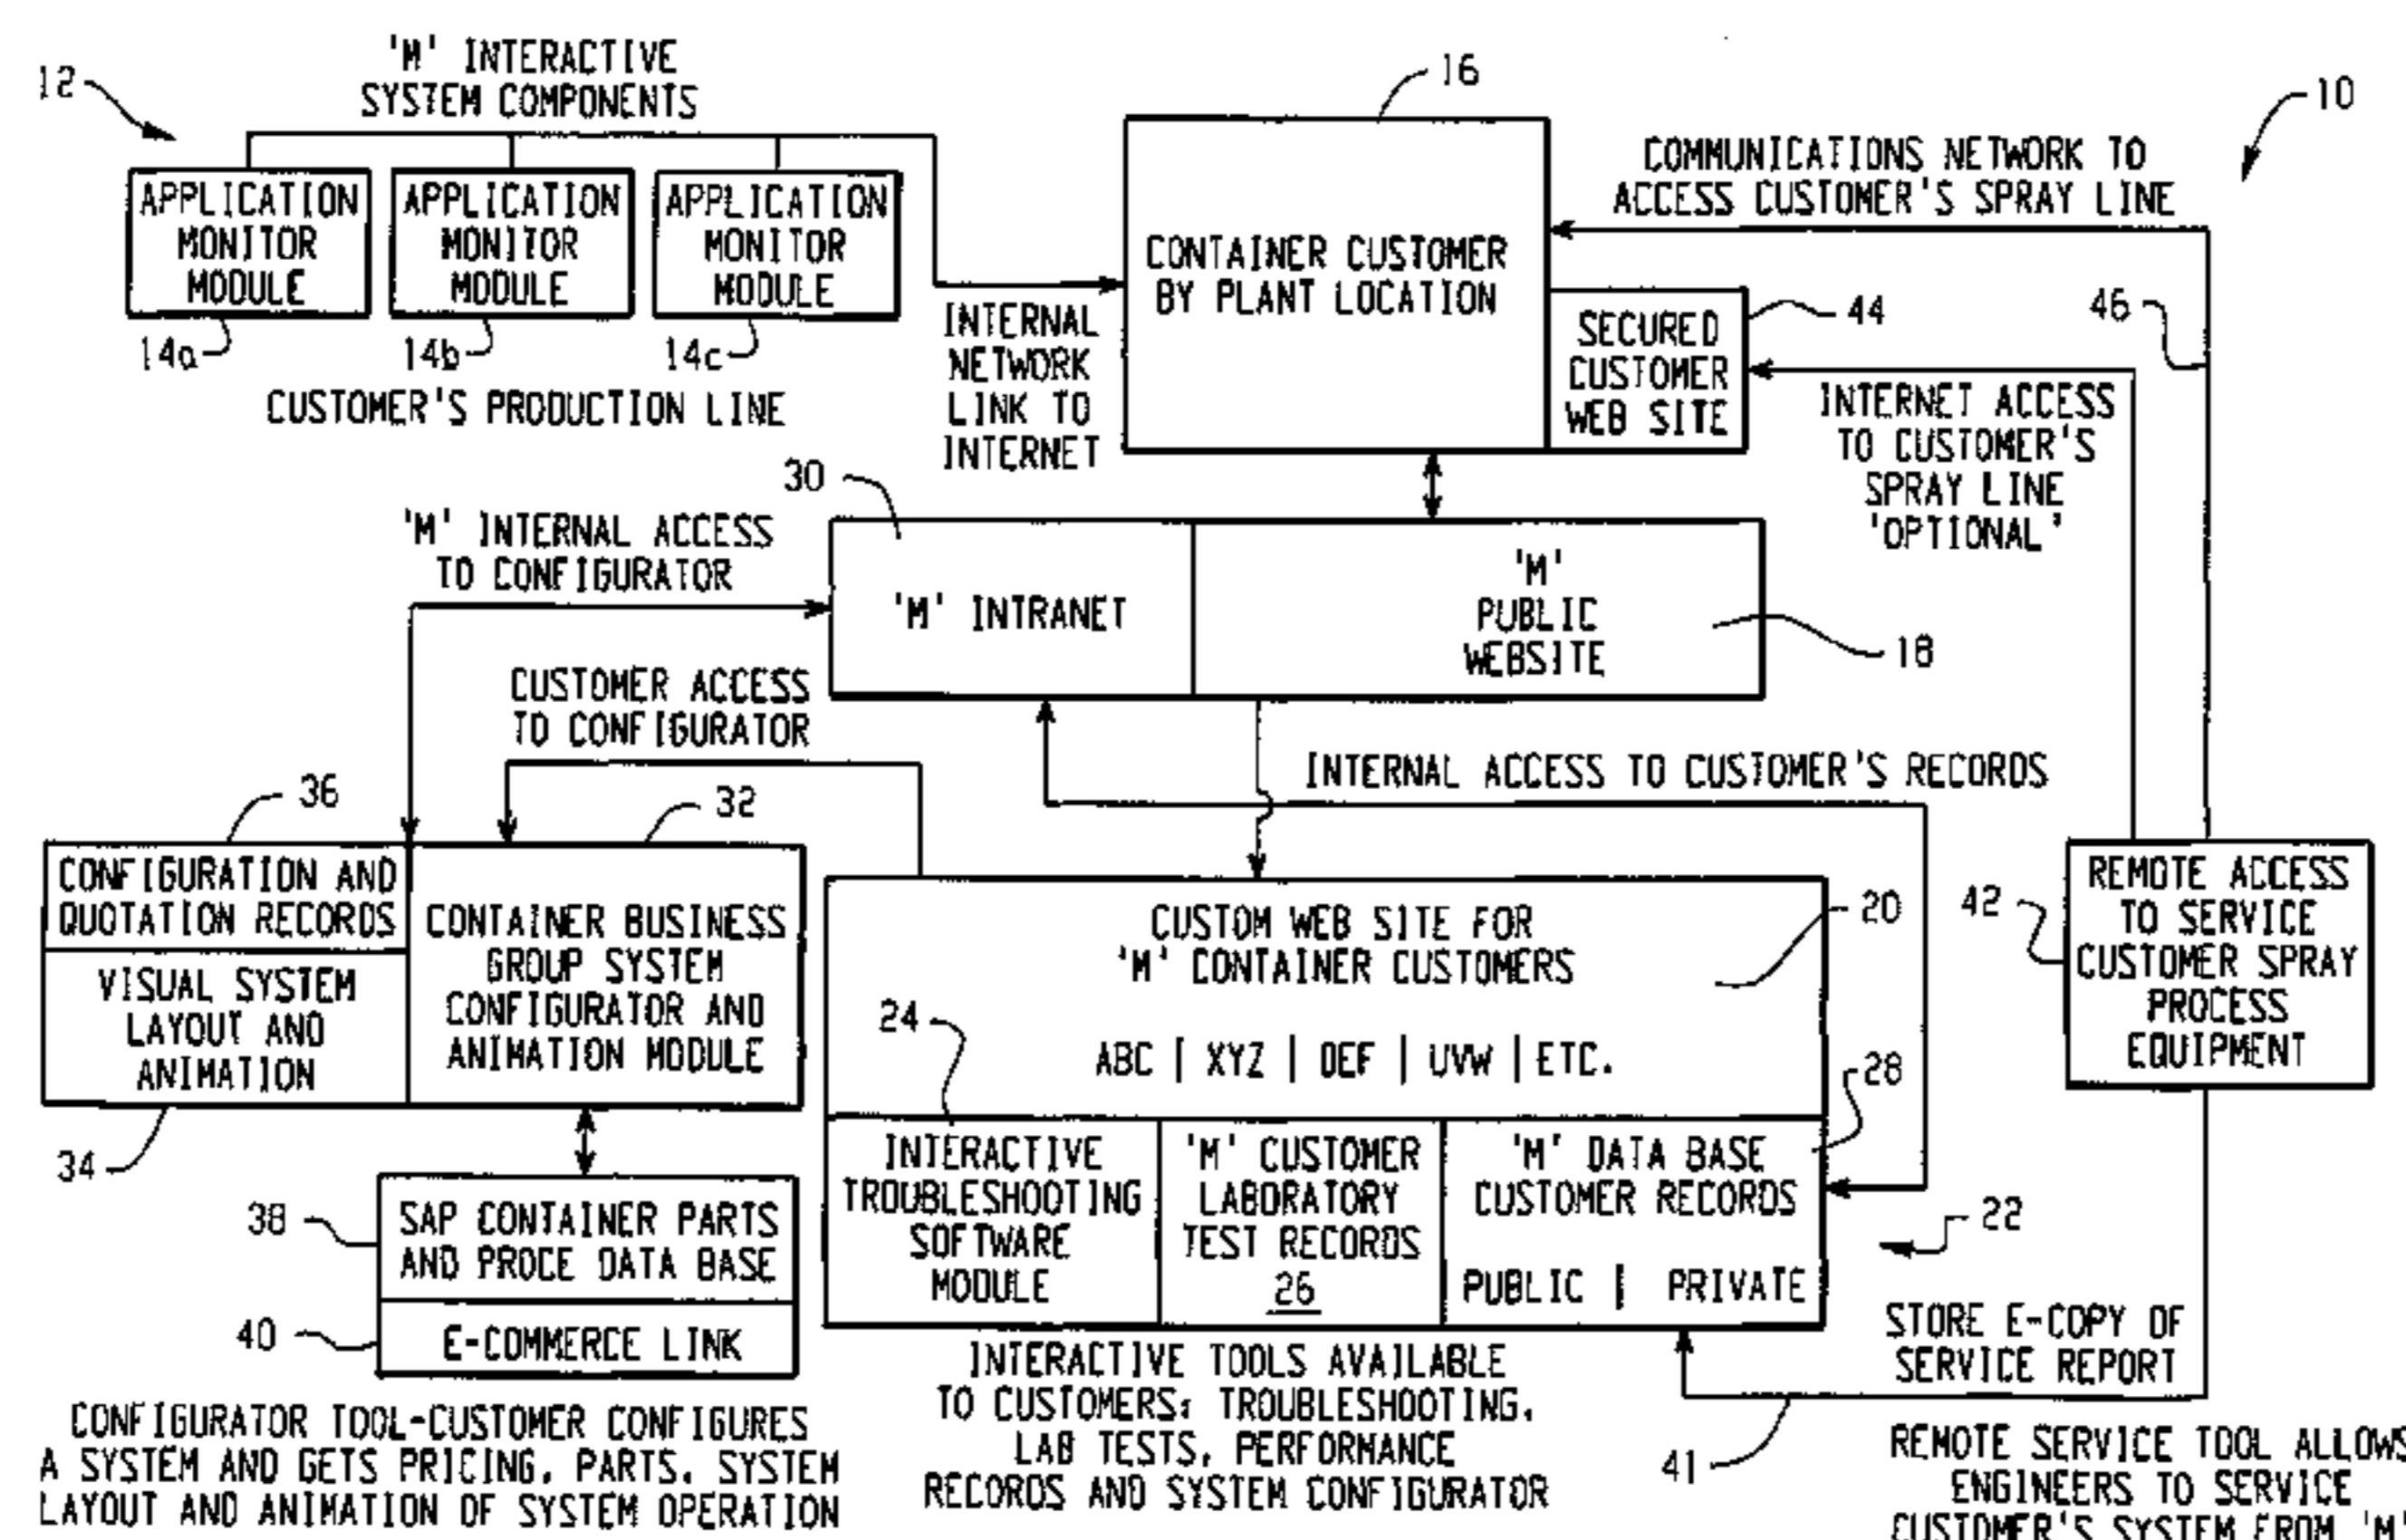 12
'M' INTERACTIVE
SYSTEM COMPONENTS
16
10
APPLICATION
MONITOR
MODULE
APPLICATION
MONITOR
MODULE
APPLICATION
MONITOR
MODULE
14a
14b
14c
CUSTOMER'S PRODUCTION LINE
INTERNAL
NETWORK
LINK TO
INTERNET
CONTAINER CUSTOMER
BY PLANT LOCATION
COMMUNICATIONS NETWORK TO
ACCESS CUSTOMER'S SPRAY LINE
SECURED
CUSTOMER
WEB SITE
44
46
INTERNET ACCESS
TO CUSTOMER'S
SPRAY LINE
'OPTIONAL'
30
'M' INTERNAL ACCESS
TO CONFIGURATOR
'M' INTRANET
'M'
PUBLIC
WEBSITE
18
CUSTOMER ACCESS
TO CONFIGURATOR
INTERNAL ACCESS TO CUSTOMER'S RECORDS
36
32
CONFIGURATION AND
QUOTATION RECORDS
VISUAL SYSTEM
LAYOUT AND
ANIMATION
CONTAINER BUSINESS
GROUP SYSTEM
CONFIGURATOR AND
ANIMATION MODULE
34
CUSTOM WEB SITE FOR
'M' CONTAINER CUSTOMERS
20
24
ABC | XYZ | DEF | UVW | ETC.
28
42
REMOTE ACCESS
TO SERVICE
CUSTOMER SPRAY
PROCESS
EQUIPMENT
INTERACTIVE
TROUBLESHOOTING
SOFTWARE
MODULE
'M' CUSTOMER
LABORATORY
TEST RECORDS
26
'M' DATA BASE
CUSTOMER RECORDS
PUBLIC | PRIVATE
22
38
SAP CONTAINER PARTS
AND PROCE DATA BASE
40
E-COMMERCE LINK
STORE E-COPY OF
SERVICE REPORT
41
CONFIGURATOR TOOL-CUSTOMER CONFIGURES
A SYSTEM AND GETS PRICING, PARTS, SYSTEM
LAYOUT AND ANIMATION OF SYSTEM OPERATION
INTERACTIVE TOOLS AVAILABLE
TO CUSTOMERS: TROUBLESHOOTING,
LAB TESTS, PERFORMANCE
RECORDS AND SYSTEM CONFIGURATOR
REMOTE SERVICE TOOL ALLOWS
ENGINEERS TO SERVICE
CUSTOMER'S SYSTEM FROM 'M'